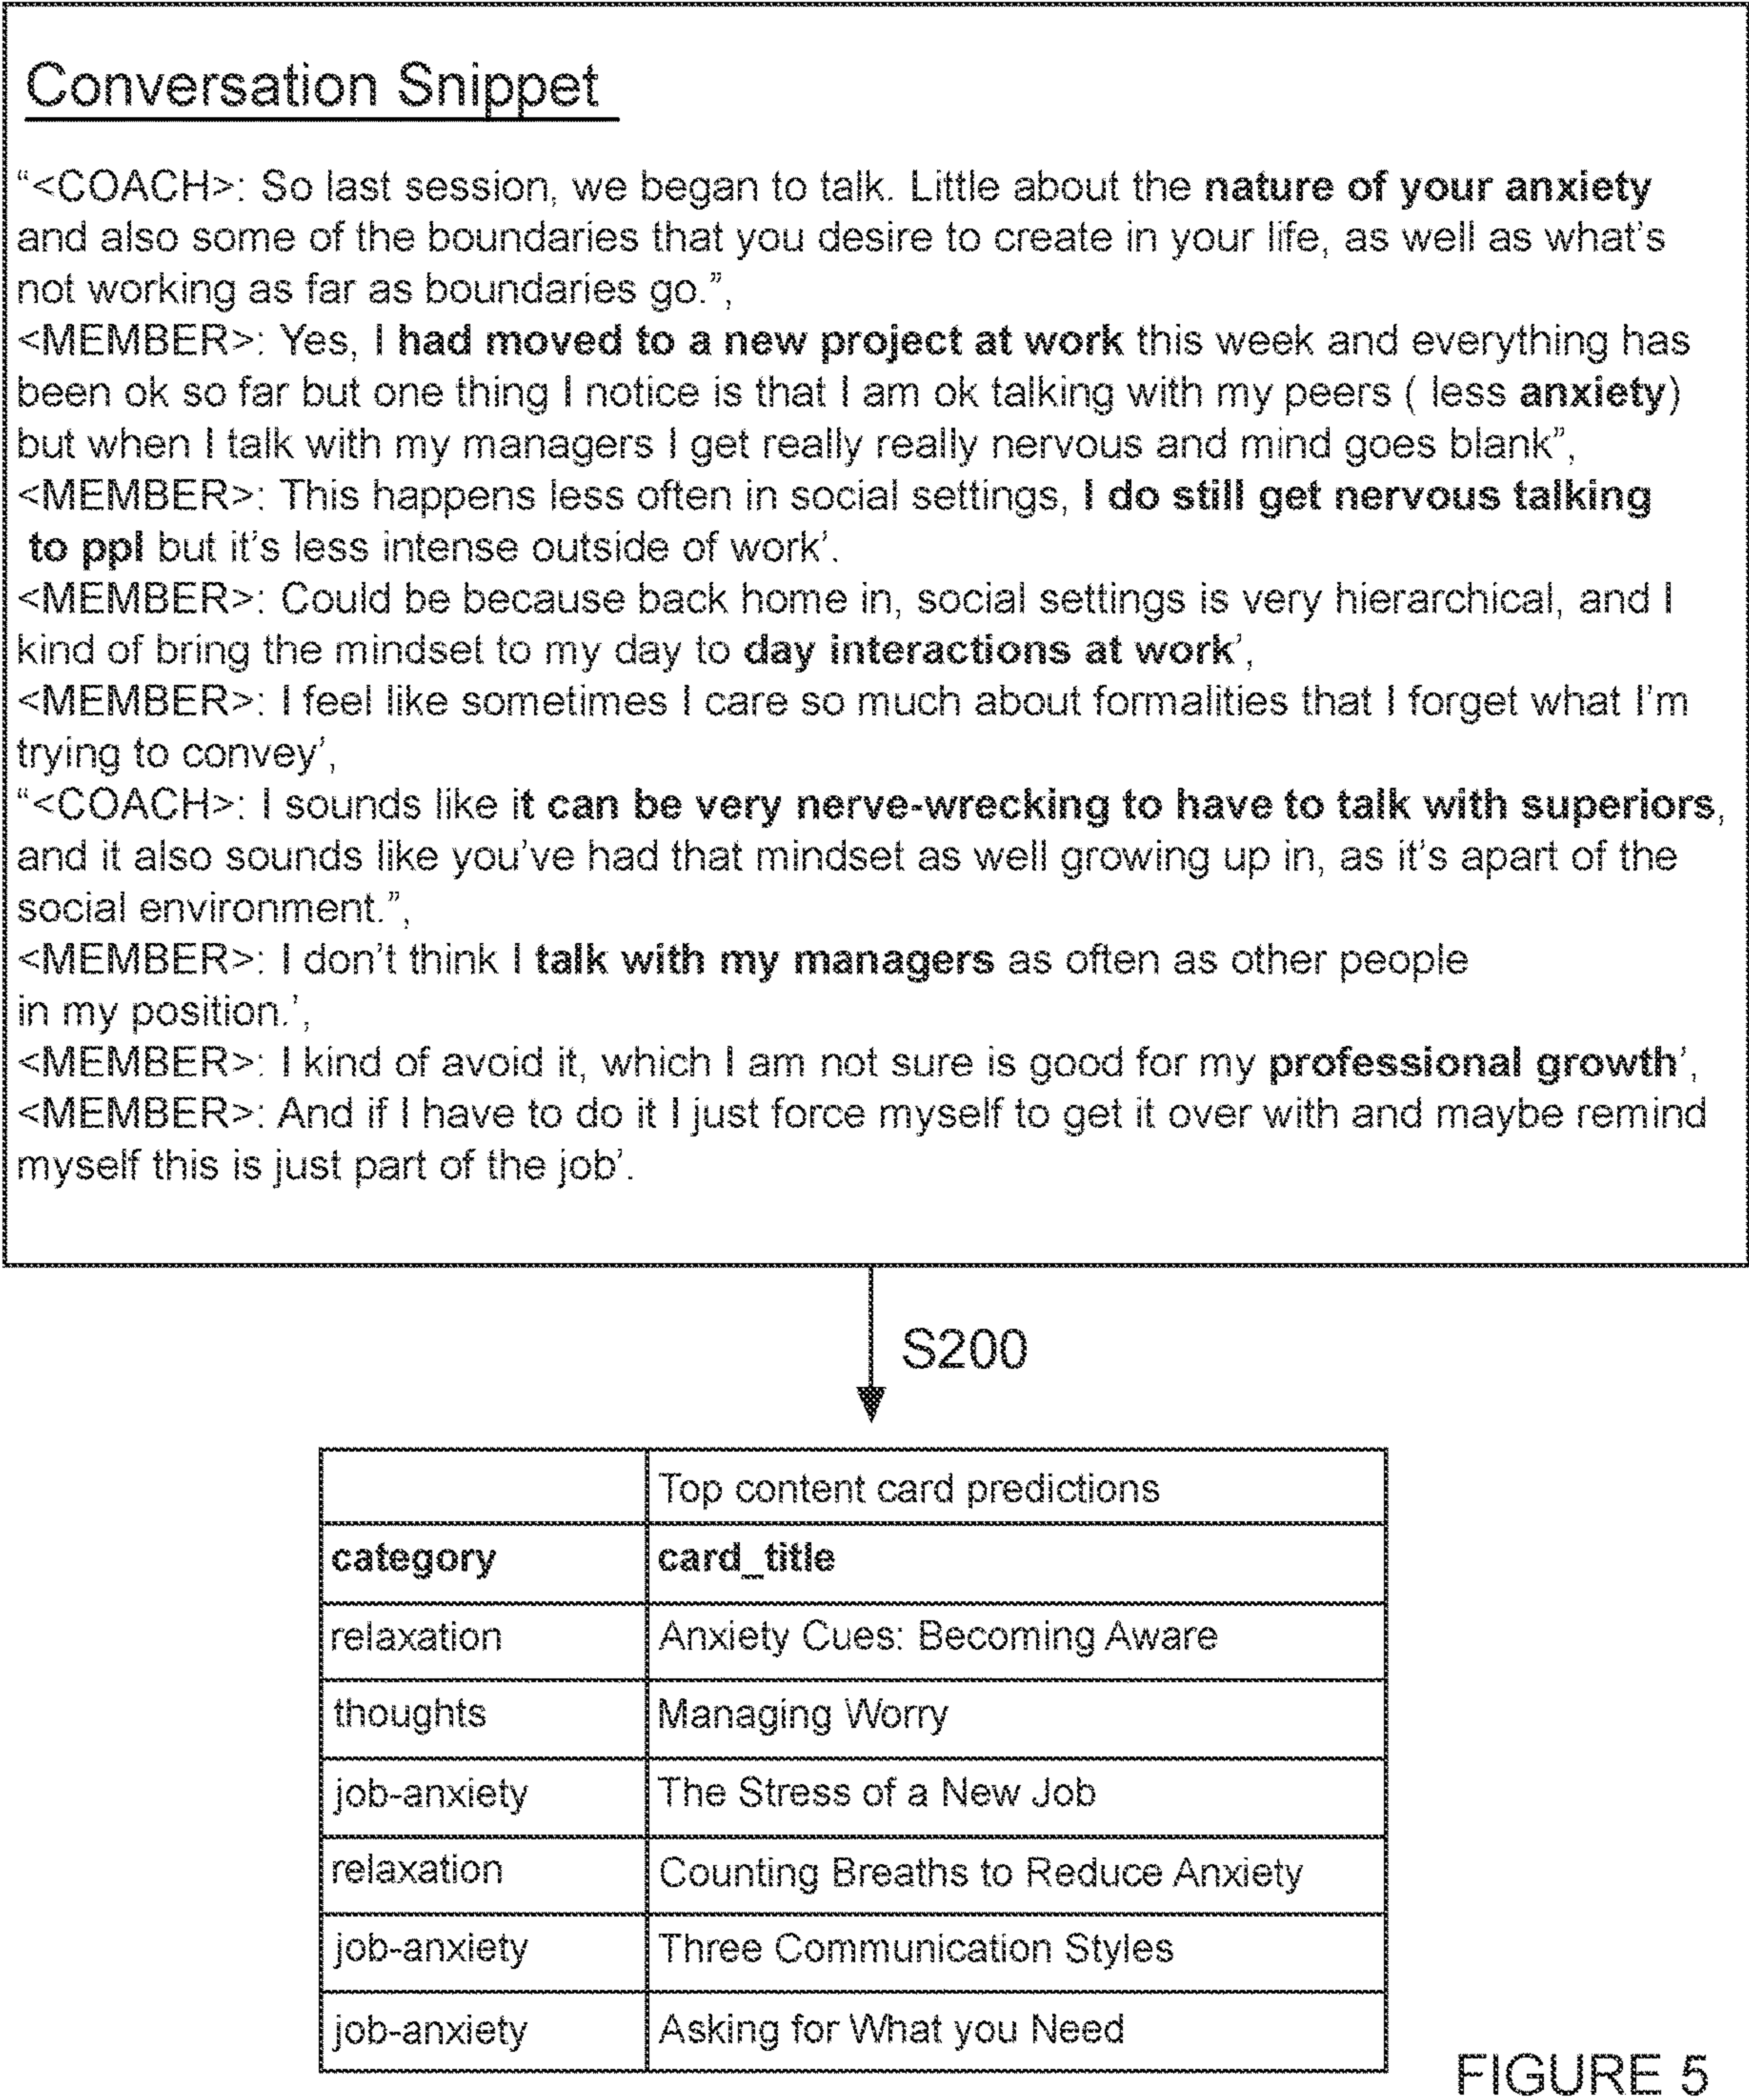 Conversation Snippet
“<COACH>: So last session, we began to talk. Little about the nature of your anxiety
and also some of the boundaries that you desire to create in your life, as well as what’s
not working as far as boundaries go.”,
<MEMBER>: Yes, I had moved to a new project at work this week and everything has
been ok so far but one thing I notice is that I am ok talking with my peers ( less anxiety)
but when I talk with my managers I get really really nervous and mind goes blank”,
<MEMBER>: This happens less often in social settings, I do still get nervous talking
to ppl but it’s less intense outside of work’.
<MEMBER>: Could be because back home in, social settings is very hierarchical, and I
kind of bring the mindset to my day to day interactions at work’,
<MEMBER>: I feel like sometimes I care so much about formalities that I forget what I’m
trying to convey’,
“<COACH>: I sounds like it can be very nerve-wrecking to have to talk with superiors,
and it also sounds like you’ve had that mindset as well growing up in, as it’s apart of the
social environment.”,
<MEMBER>: I don’t think I talk with my managers as often as other people
in my position.’,
<MEMBER>: I kind of avoid it, which I am not sure is good for my professional growth’,
<MEMBER>: And if I have to do it I just force myself to get it over with and maybe remind
myself this is just part of the job’.
S200
Top content card predictions
category card_title
relaxation Anxiety Cues: Becoming Aware
thoughts Managing Worry
job-anxiety The Stress of a New Job
relaxation Counting Breaths to Reduce Anxiety
job-anxiety Three Communication Styles
job-anxiety Asking for What you Need
FIGURE 5